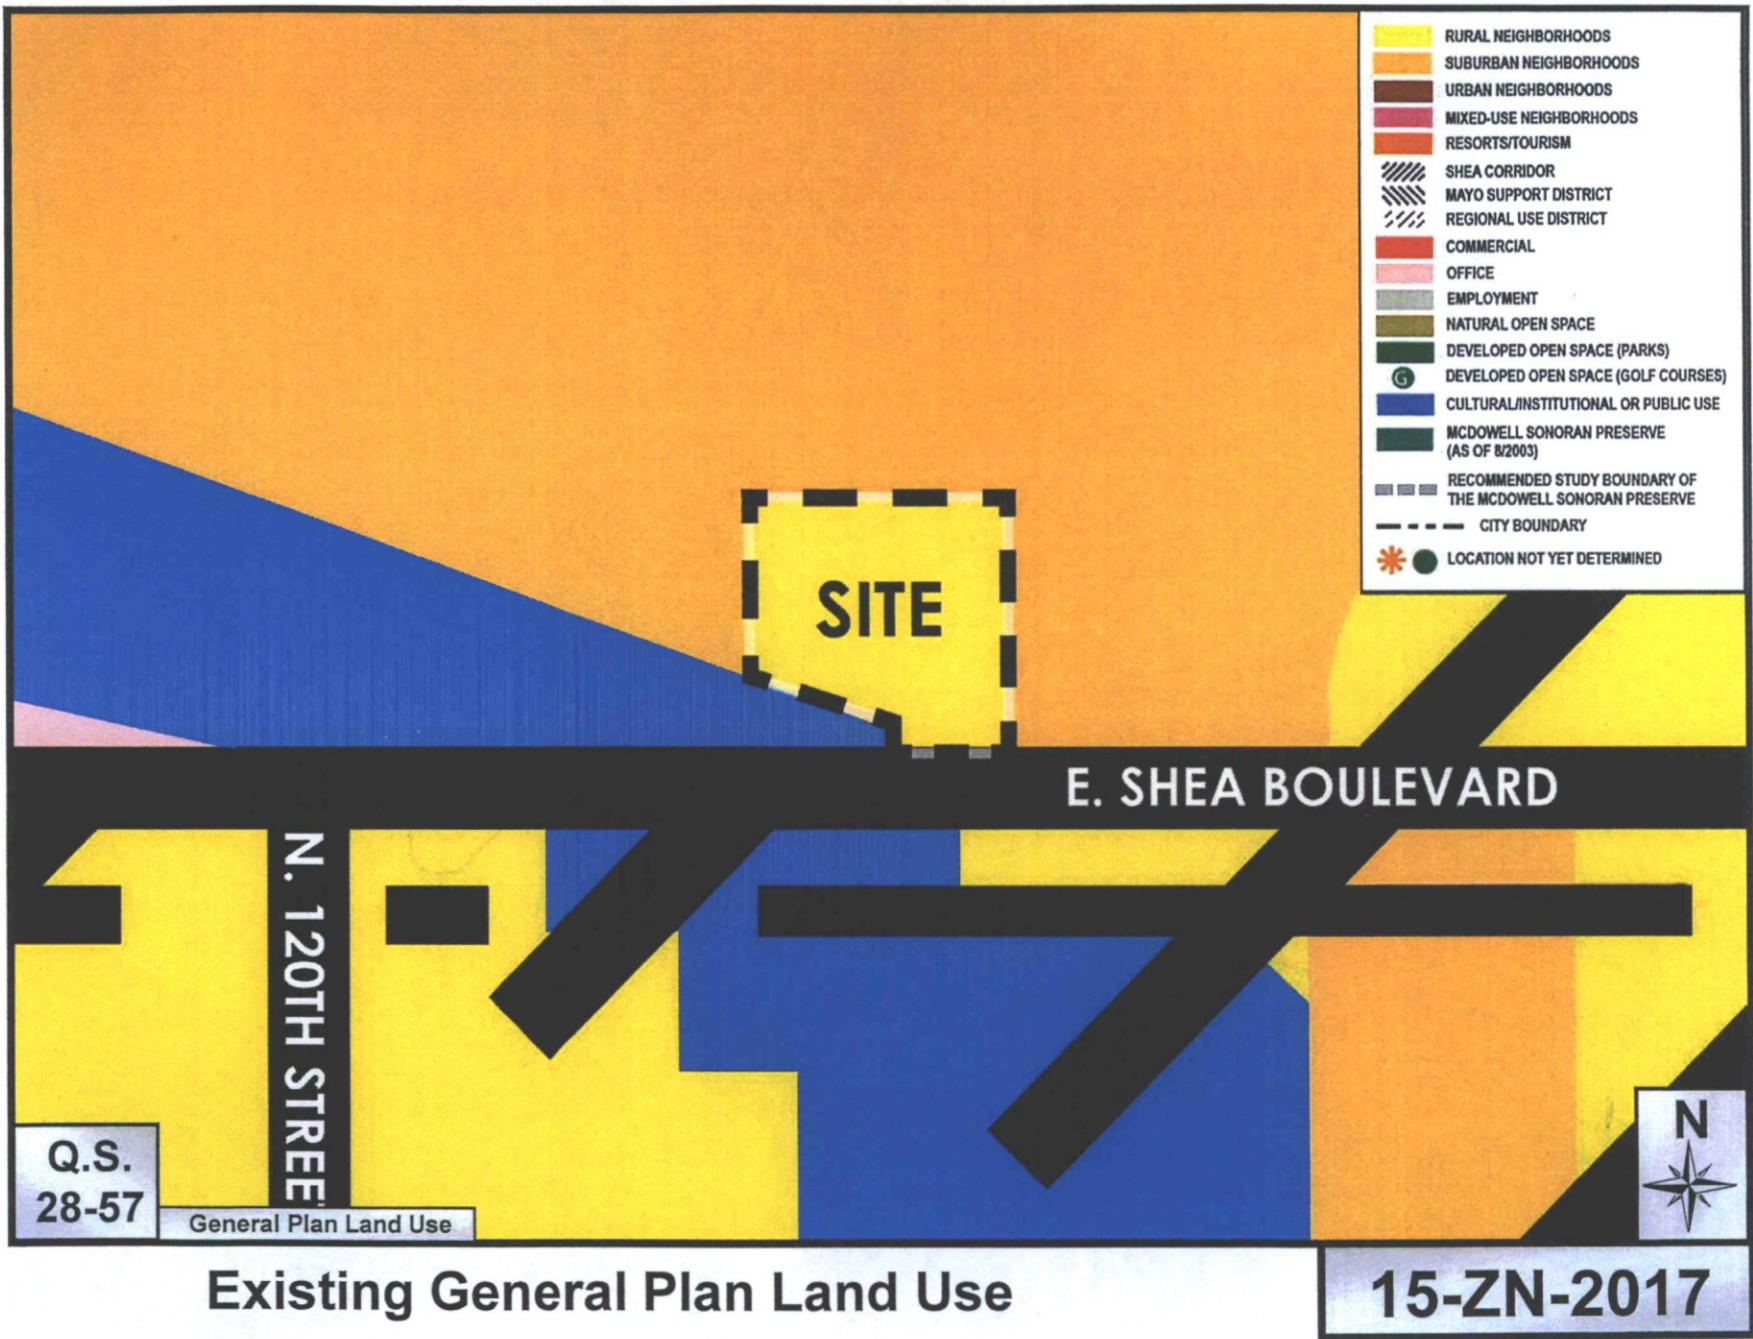 RURAL NEIGHBORHOODS
SUBURBAN NEIGHBORHOODS
URBAN NEIGHBORHOODS
MIXED-USE NEIGHBORHOODS
RESORTS/TOURISM
SHEA CORRIDOR
MAYO SUPPORT DISTRICT
REGIONAL USE DISTRICT
COMMERCIAL
OFFICE
EMPLOYMENT
NATURAL OPEN SPACE
DEVELOPED OPEN SPACE (PARKS)
G DEVELOPED OPEN SPACE (GOLF COURSES)
CULTURAL/INSTITUTIONAL OR PUBLIC USE
MCDOWELL SONORAN PRESERVE
(AS OF 8/2003)
RECOMMENDED STUDY BOUNDARY OF
THE MCDOWELL SONORAN PRESERVE
CITY BOUNDARY
LOCATION NOT YET DETERMINED
SITE
E. SHEA BOULEVARD
N. 120TH STREE
Q.S.
28-57
General Plan Land Use
N
Existing General Plan Land Use
15-ZN-2017